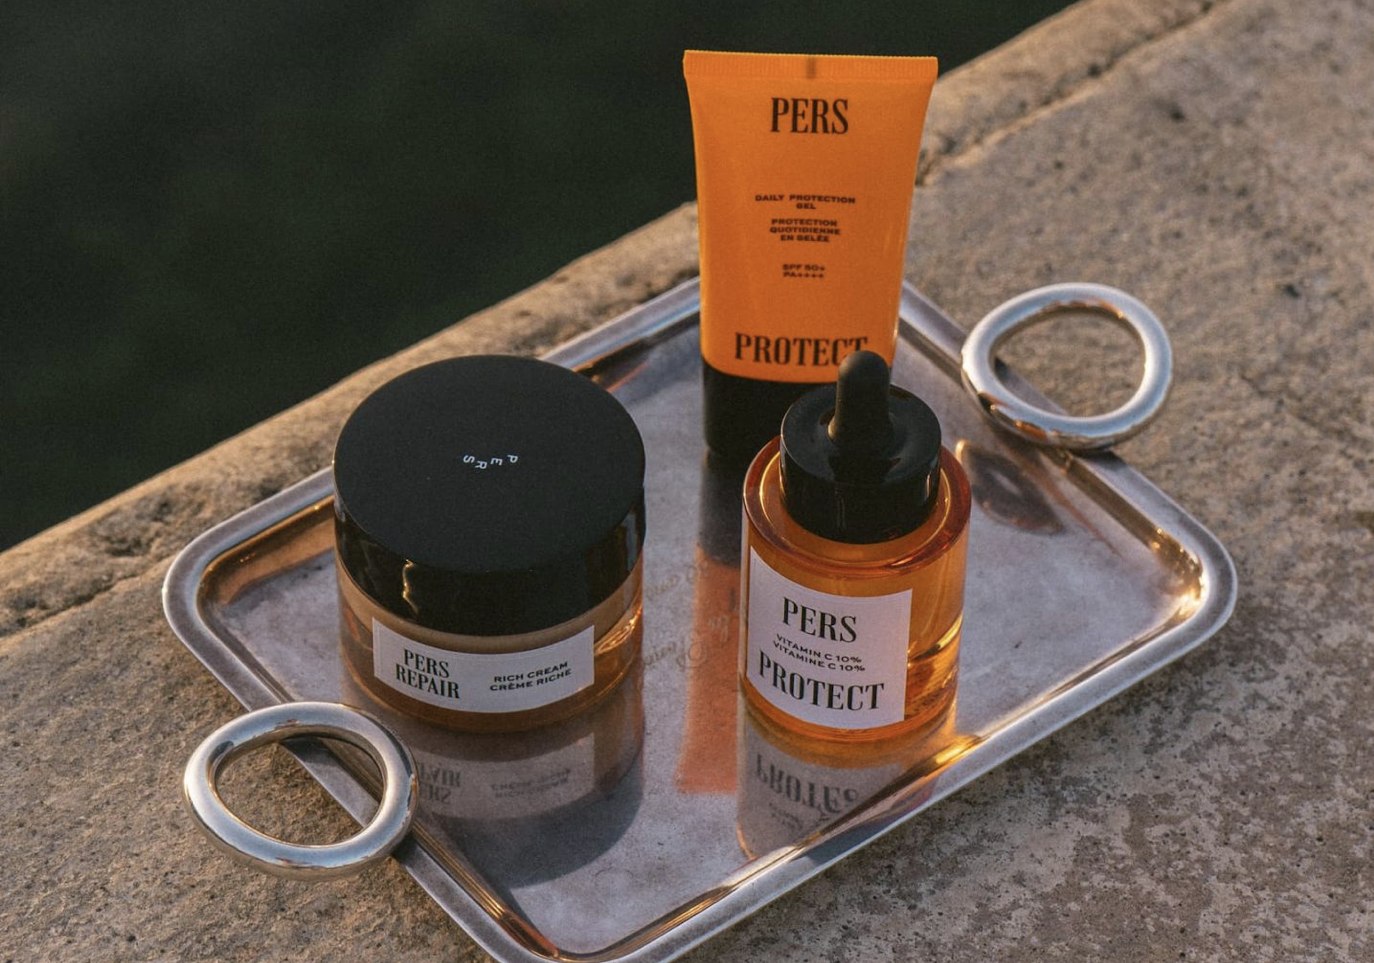 PERS
DAILY PROTECTION
GEL
PROTECTION
QUOTIDIENNE
EN GELÉE
SPF 50+
PA++++
PROTECT
PERS
PERS
REPAIR
RICH CREAM
CRÈME RICHE
PERS
VITAMIN C 10%
VITAMINE C 10%
PROTECT